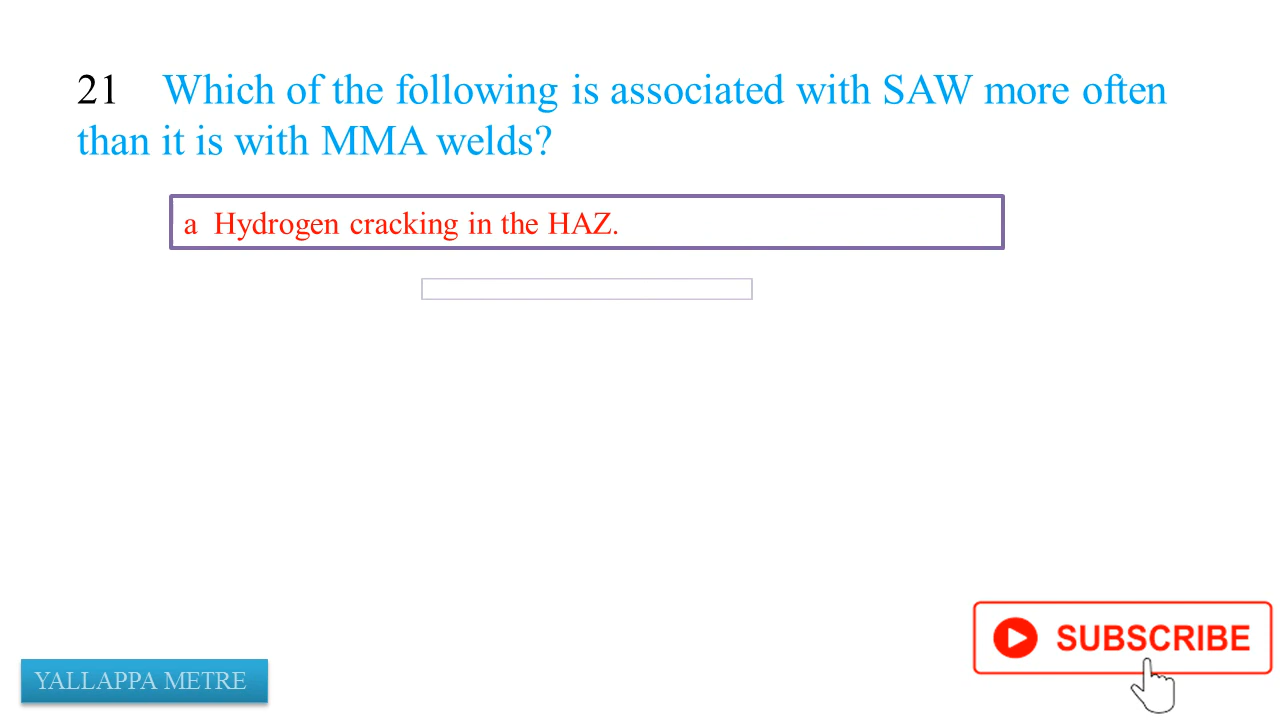 21 Which of the following is associated with SAW more often
than it is with MMA welds?
a Hydrogen cracking in the HAZ.
SUBSCRIBE
YALLAPPA METRE